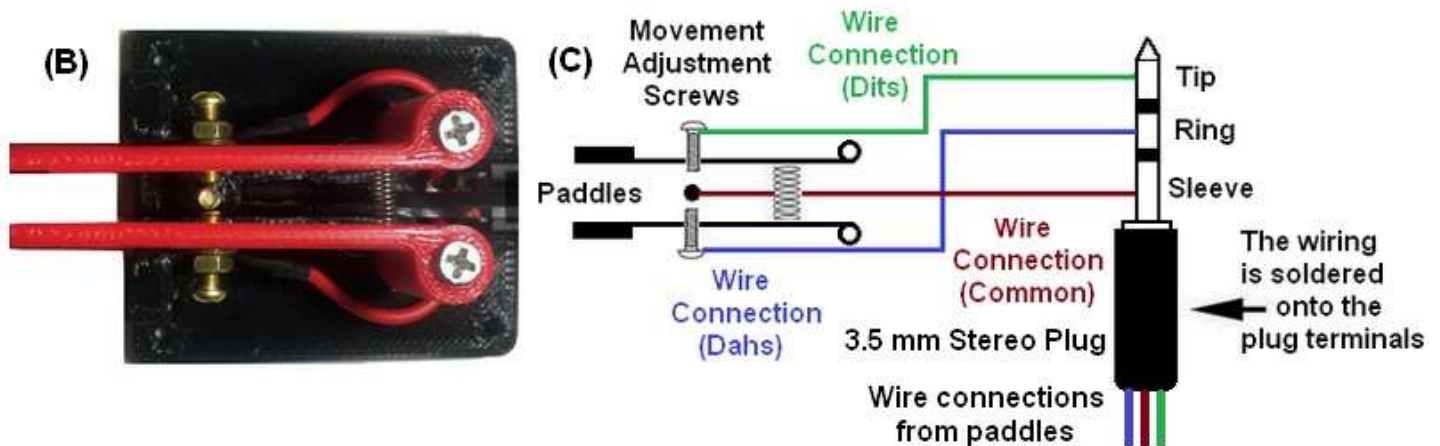 (B)
(C)
Movement
Adjustment
Screws
Wire
Connection
(Dits)
Tip
Ring
Sleeve
Paddles
Wire
Connection
(Dahs)
Wire
Connection
(Common)
3.5 mm Stereo Plug
The wiring
is soldered
onto the
plug terminals
Wire connections
from paddles